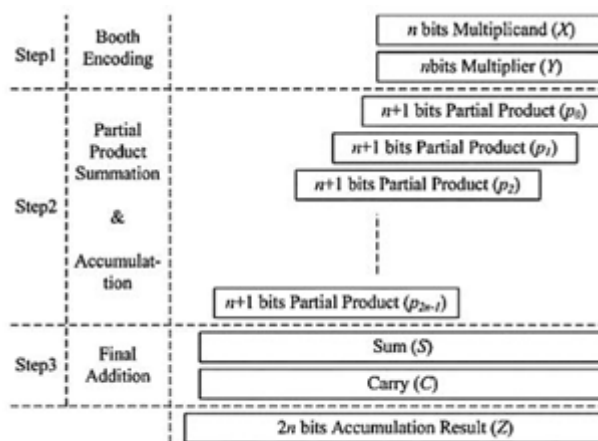 n bits Multiplicand (X)
Step1
Booth
Encoding
nbits Multiplier (Y)
n+1 bits Partial Product (p0)
n+1 bits Partial Product (p1)
n+1 bits Partial Product (p2)
Step2
Partial
Product
Summation
&
Accumulat-
tion
n+1 bits Partial Product (p2n-1)
Step3
Final
Addition
Sum (S)
Carry (C)
2n bits Accumulation Result (Z)